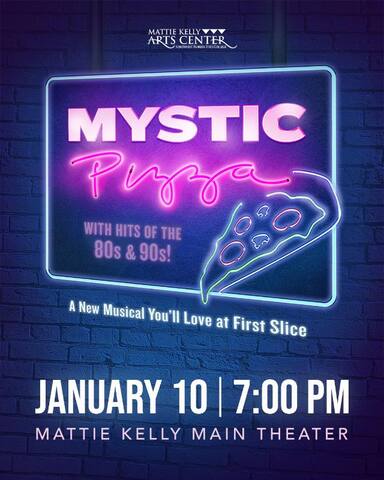 MATTIE KELLY
ARTS CENTER
MYSTIC
Pizza
WITH HITS OF THE
80s & 90s!
A New Musical You'll Love at First Slice
JANUARY 10 | 7:00 PM
MATTIE KELLY MAIN THEATER